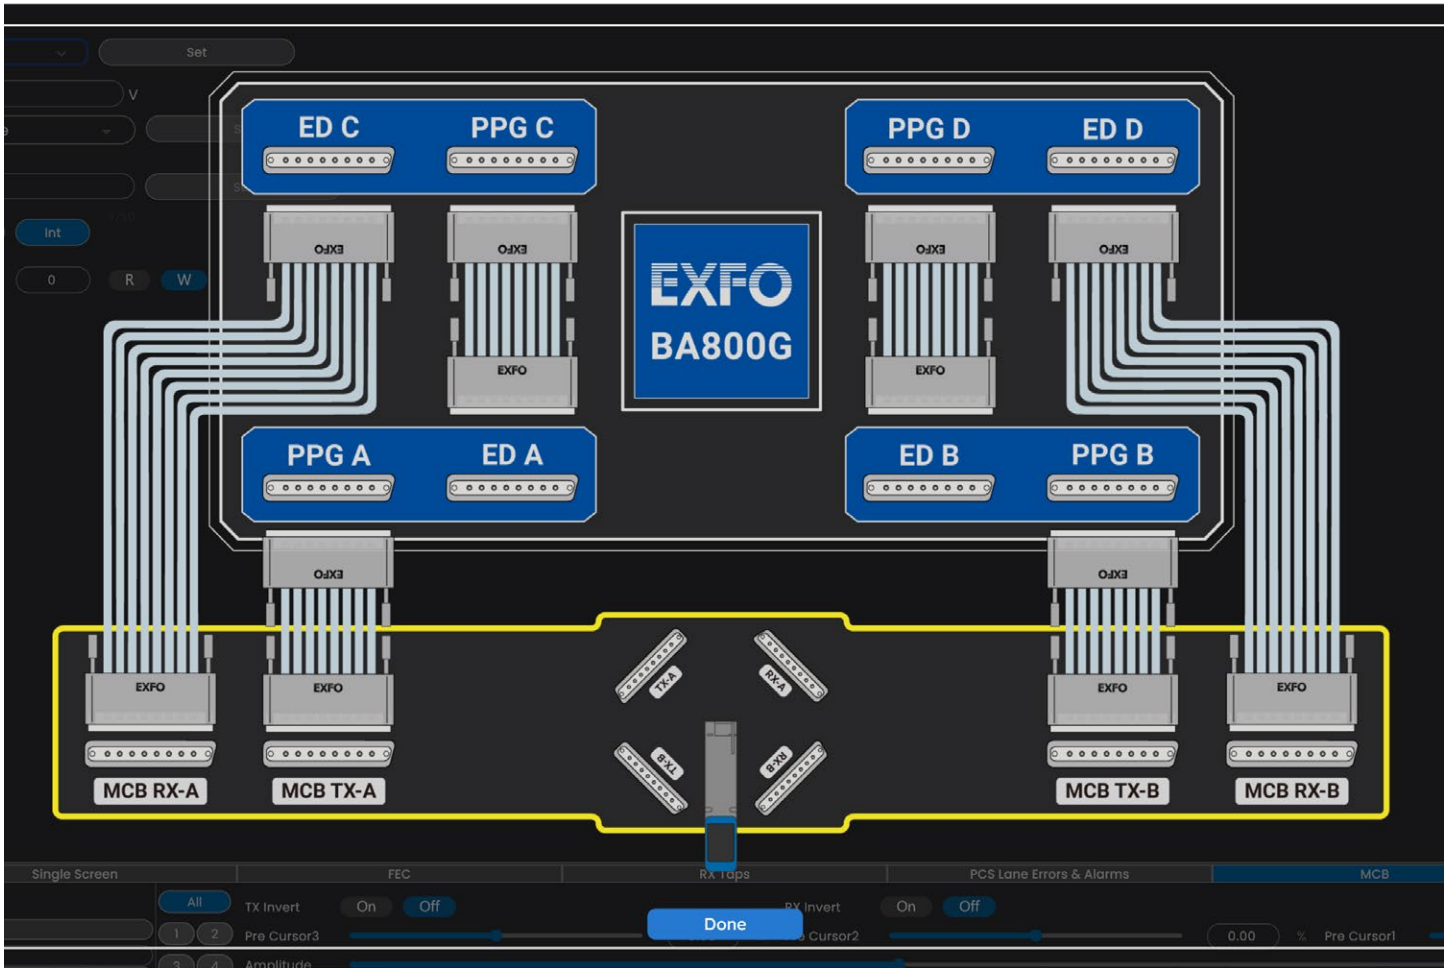 Set
V
Int
0
R
W
ED C
PPG C
PPG D
ED D
EXFO
EXFO
EXFO
EXFO
EXFO
BA800G
EXFO
EXFO
PPG A
ED A
ED B
PPG B
EXFO
EXFO
TX-A
RX-A
EXFO
EXFO
EXFO
EXFO
TX-B
RX-B
MCB RX-A
MCB TX-A
MCB TX-B
MCB RX-B
Single Screen
FEC
RX Taps
PCS Lane Errors & Alarms
MCB
All
TX Invert
On
Off
RX Invert
On
Off
Done
1
2
Pre Cursor3
Cursor2
0.00
%
Pre Cursor1
3
4
Amplitude